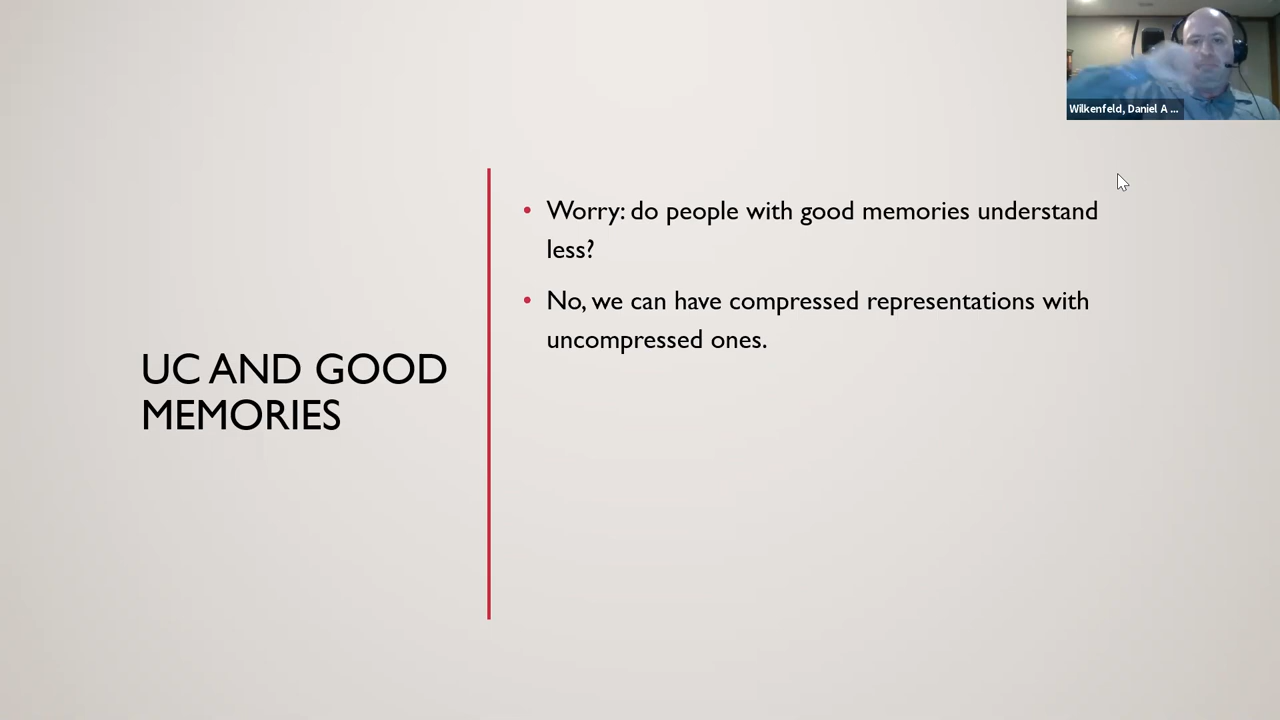 Wilkenfeld, Daniel A ...
• Worry: do people with good memories understand
less?
• No, we can have compressed representations with
uncompressed ones.
UC AND GOOD
MEMORIES